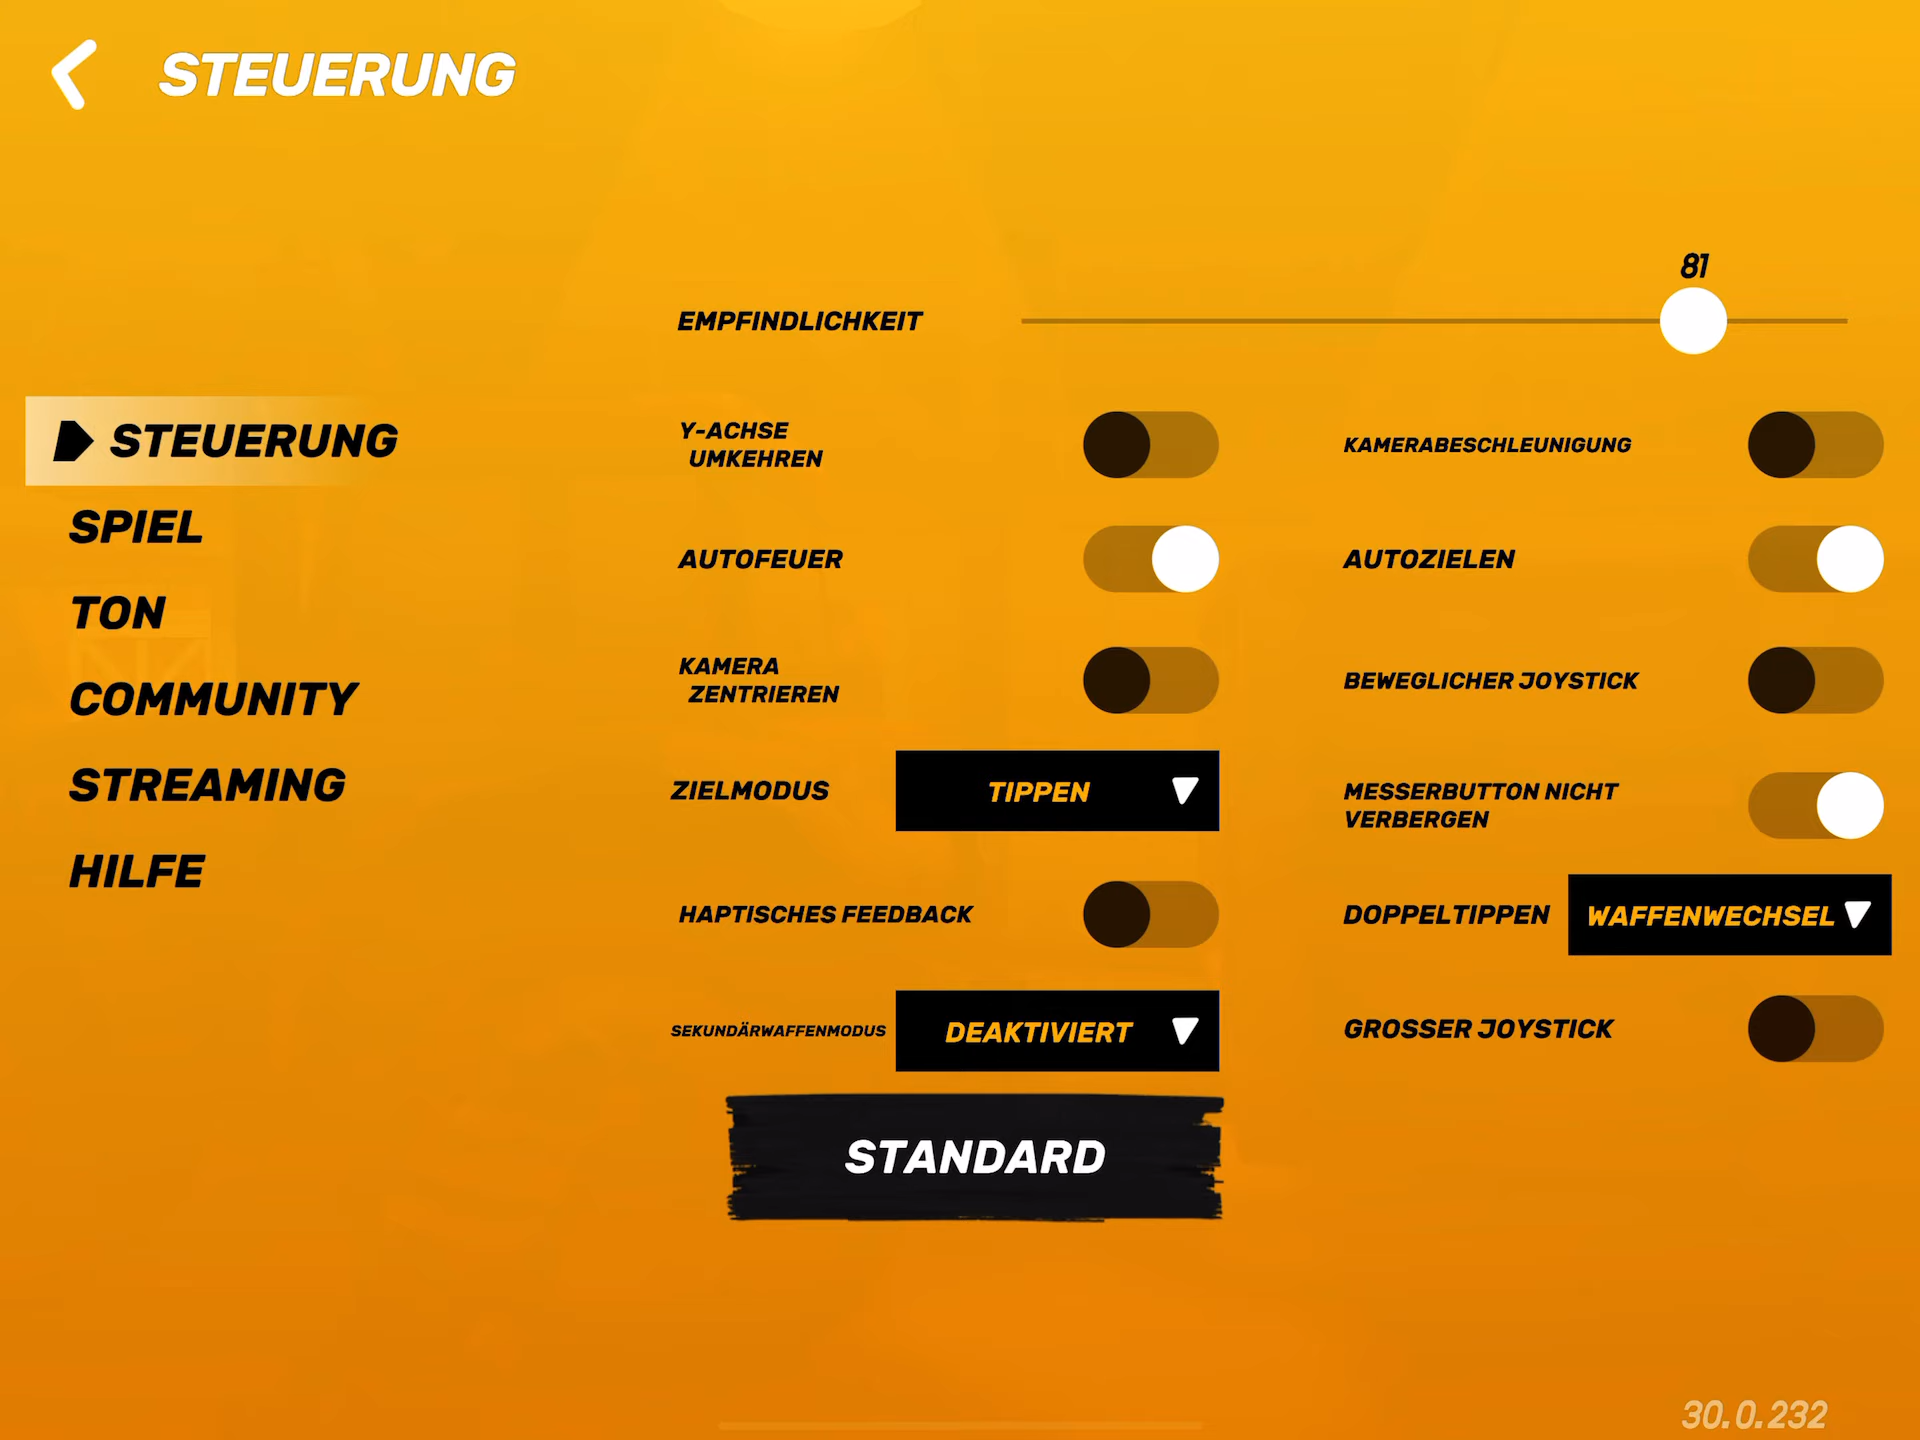 STEUERUNG
81
EMPFINDLICHKEIT
STEUERUNG
SPIEL
TON
COMMUNITY
STREAMING
HILFE
Y-ACHSE
UMKEHREN
KAMERABESCHLEUNIGUNG
AUTOFEUER
AUTOZIELEN
KAMERA
ZENTRIEREN
BEWEGLICHER JOYSTICK
ZIELMODUS
TIPPEN
MESSERBUTTON NICHT
VERBERGEN
HAPTISCHES FEEDBACK
DOPPELTIPPEN
WAFFENWECHSEL
SEKUNDÄRWAFFENMODUS
DEAKTIVIERT
GROSSER JOYSTICK
STANDARD
30.0.232